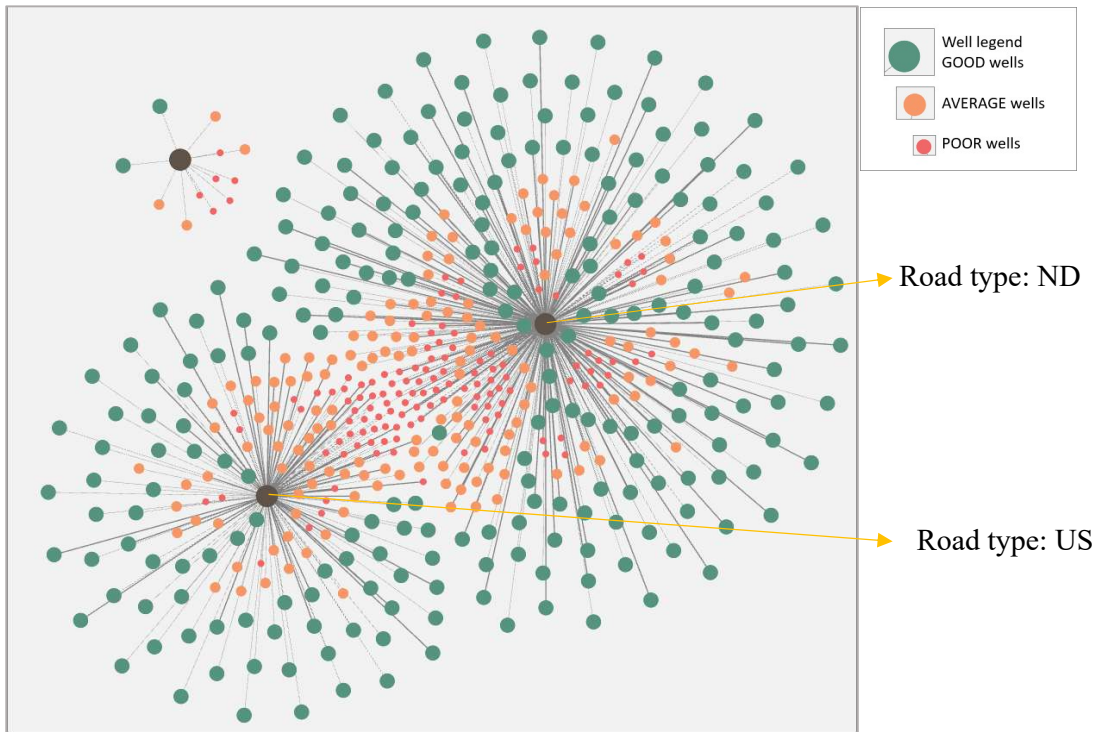 Well legend
GOOD wells
AVERAGE wells
POOR wells
Road type: ND
Road type: US